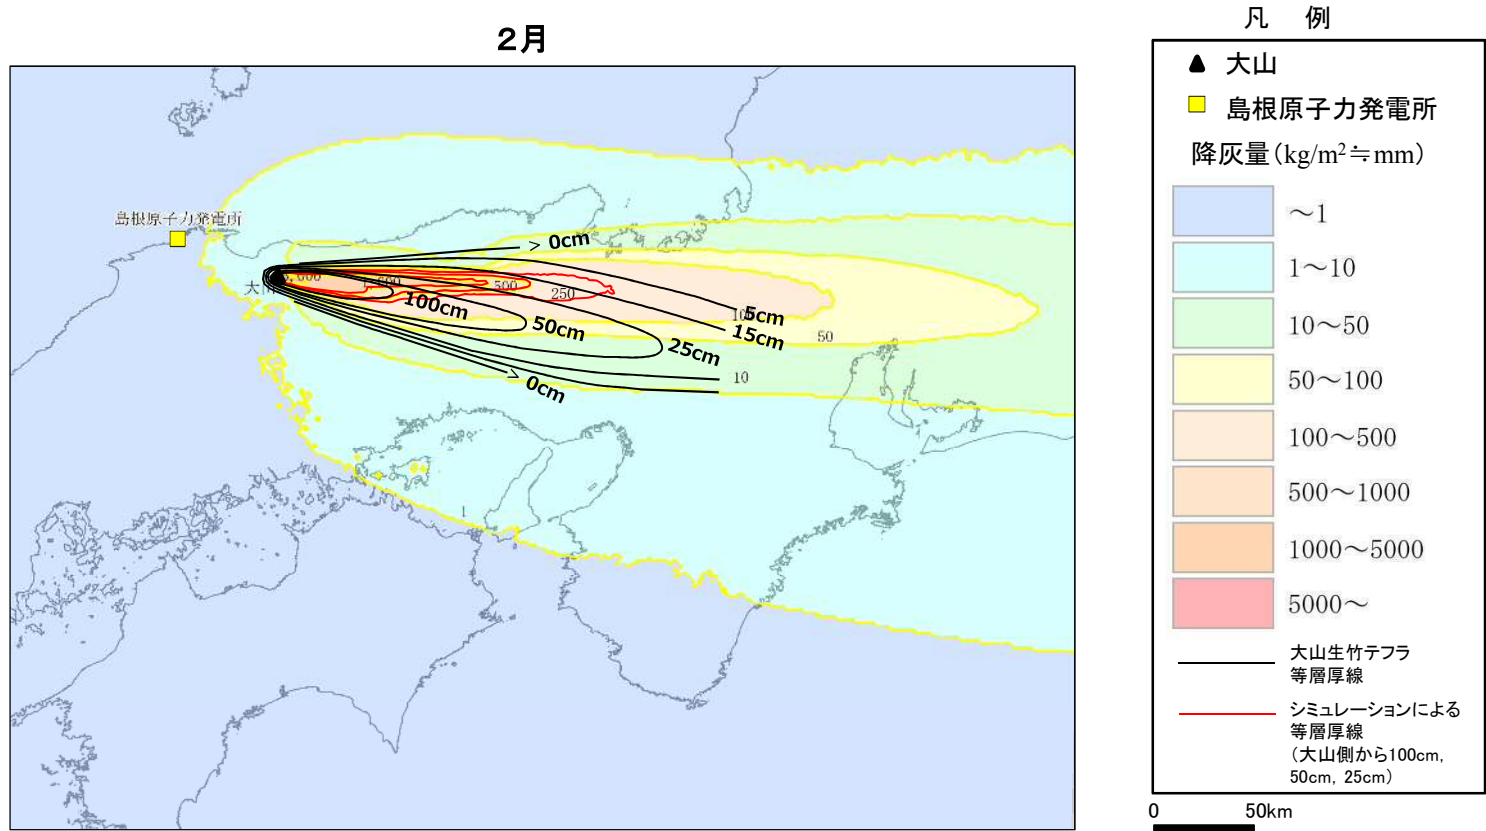 2月
凡 例
大山
島根原子力発電所
降灰量(kg/m²≒mm)
~1
1~10
10~50
50~100
100~500
500~1000
1000~5000
5000~
大山生竹テフラ
等層厚線
シミュレーションによる
等層厚線
(大山側から100cm,
50cm, 25cm)
0 50km
島根原子力発電所
> 0cm
大山
500
250
100cm
5cm
15cm
50cm
50
25cm
10
> 0cm
1